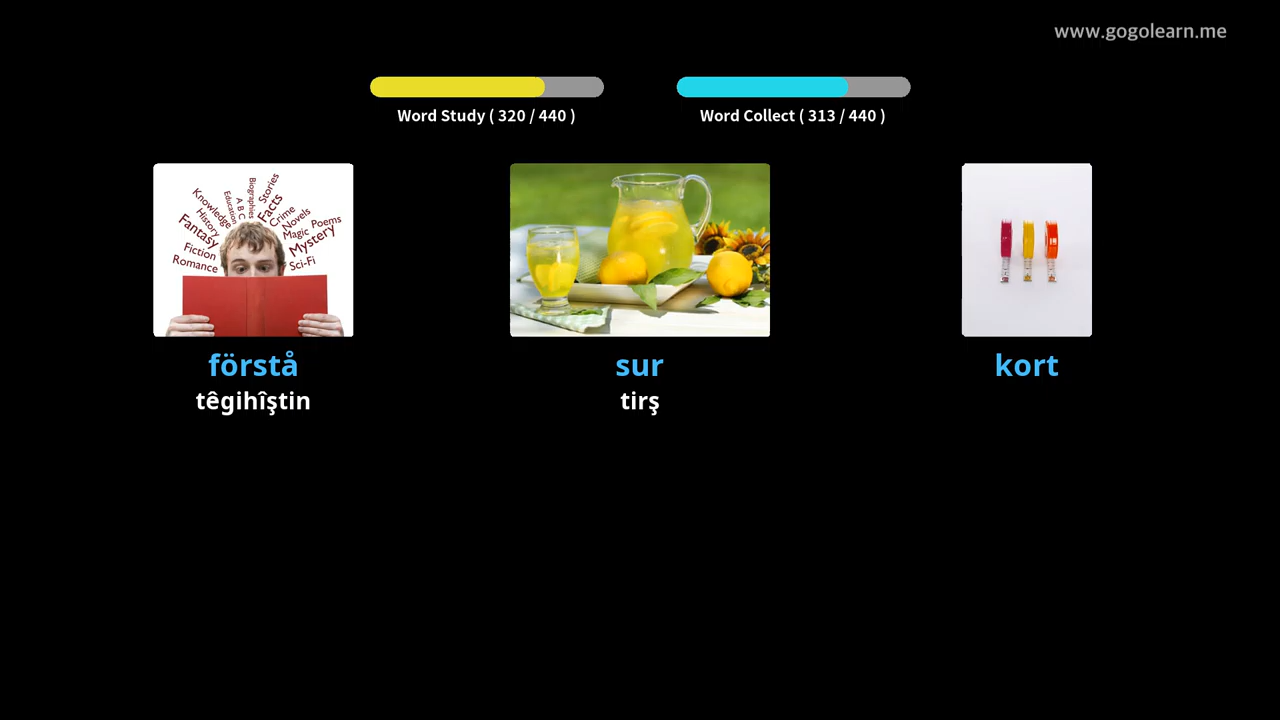 www.gogolearn.me
Word Study ( 320 / 440 )
Word Collect ( 313 / 440 )
Knowledge
History
Fantasy
Fiction
Romance
Education
A B C
Biographies
Stories
Facts
Crime
Novels
Magic
Poems
Mystery
Sci-Fi
förstå
têgihîştin
sur
tirş
kort